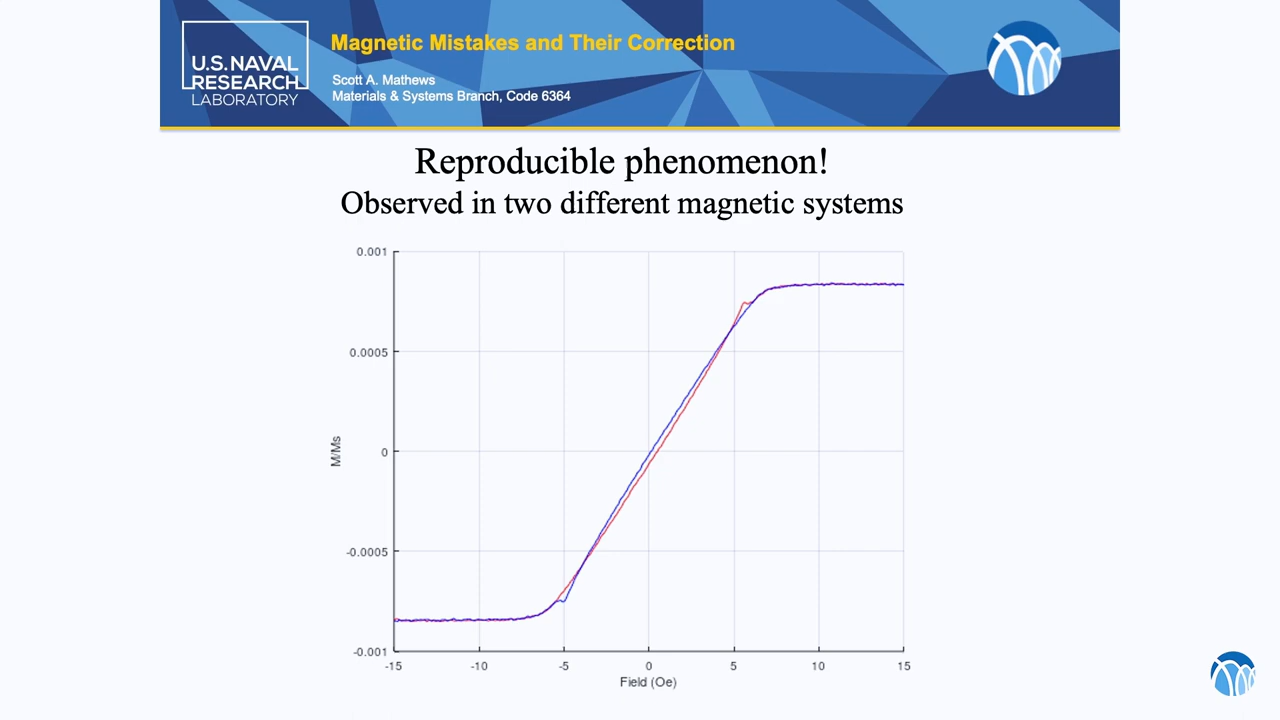 U.S. NAVAL
RESEARCH
LABORATORY
Magnetic Mistakes and Their Correction
Scott A. Mathews
Materials & Systems Branch, Code 6364
Reproducible phenomenon!
Observed in two different magnetic systems
0.001
0.0005
0
-0.0005
-0.001
M/Ms
-15
-10
-5
0
5
10
15
Field (Oe)